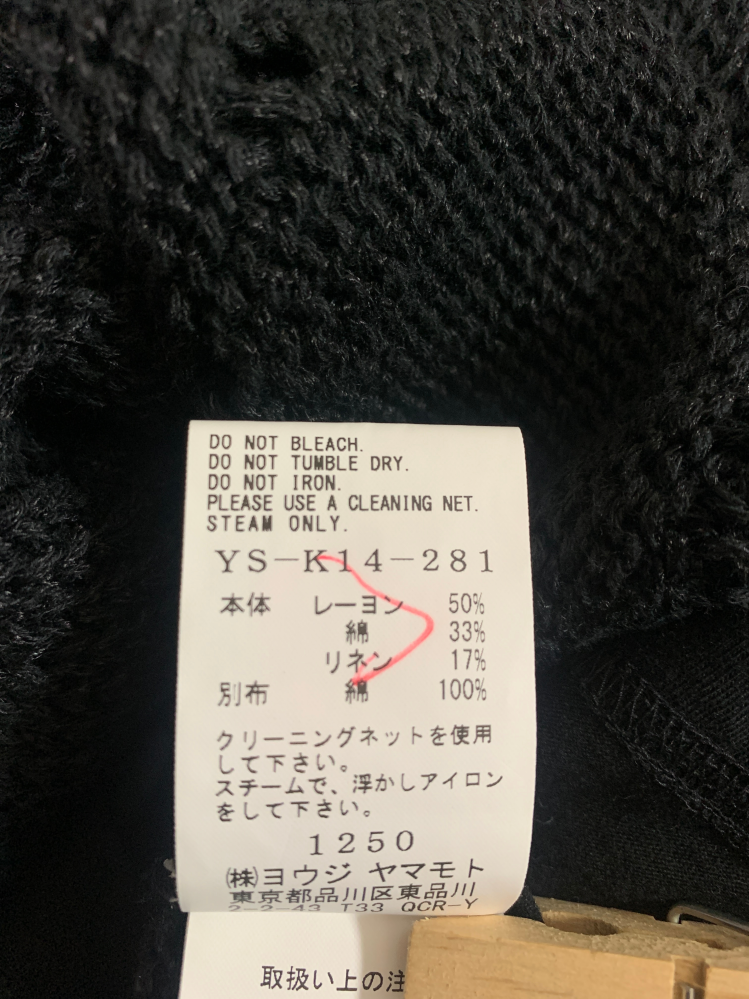 DO NOT BLEACH.
DO NOT TUMBLE DRY.
DO NOT IRON.
PLEASE USE A CLEANING NET.
STEAM ONLY.
YS-K14-281
本体 レーヨン 50%
綿 33%
リネン 17%
別布 綿 100%
クリーニングネットを使用
して下さい。
スチームで、浮かしアイロン
をして下さい。
1250
㈱ヨウジ ヤマモト
東京都品川区東品川
2-2-43 T33 QCR-Y
取扱い上の注